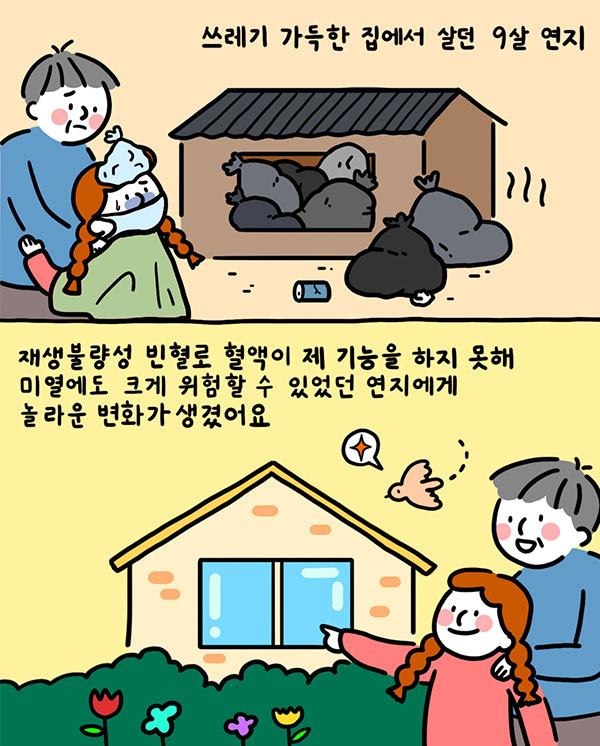 쓰레기 가득한 집에서 살던 9살 연지
재생불량성 빈혈로 혈액이 제 기능을 하지 못해
미열에도 크게 위험할 수 있었던 연지에게
놀라운 변화가 생겼어요